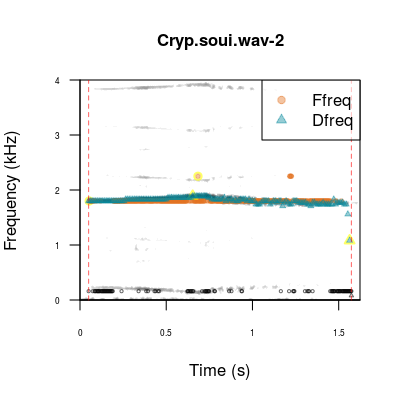 Cryp.soui.wav-2
Frequency (kHz)
4
3
2
1
0
Ffreq
Dfreq
0
0.5
1
1.5
Time (s)